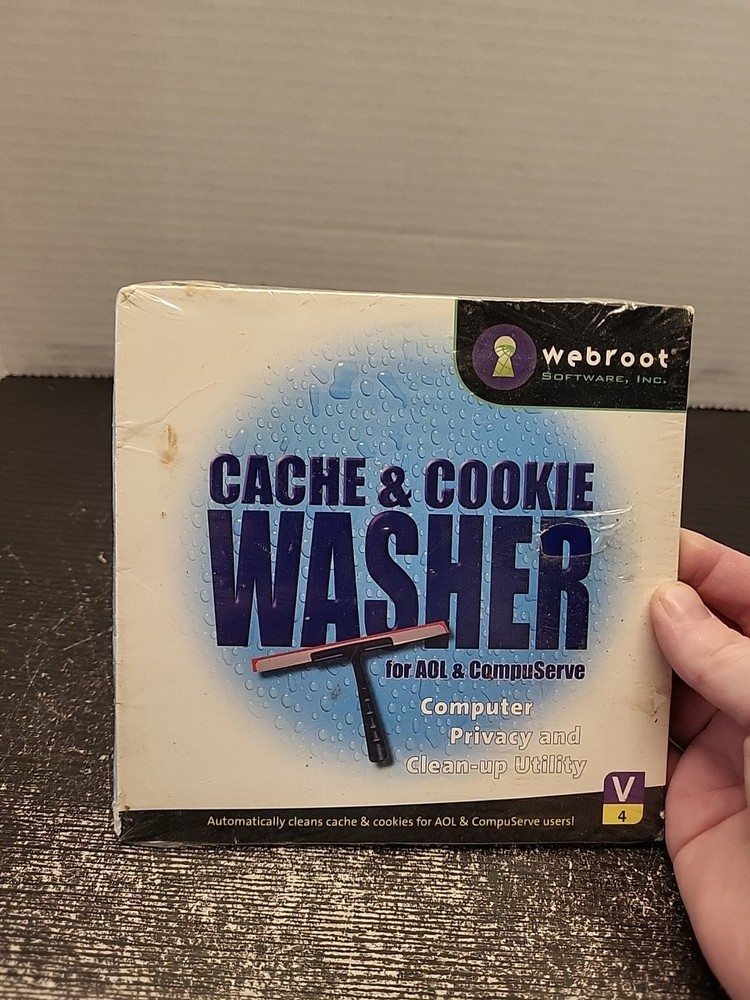 webroot®
SOFTWARE, INC.
CACHE & COOKIE
WASHER
for AOL & CompuServe
Computer
Privacy and
Clean-up Utility
V
4
Automatically cleans cache & cookies for AOL & CompuServe users!